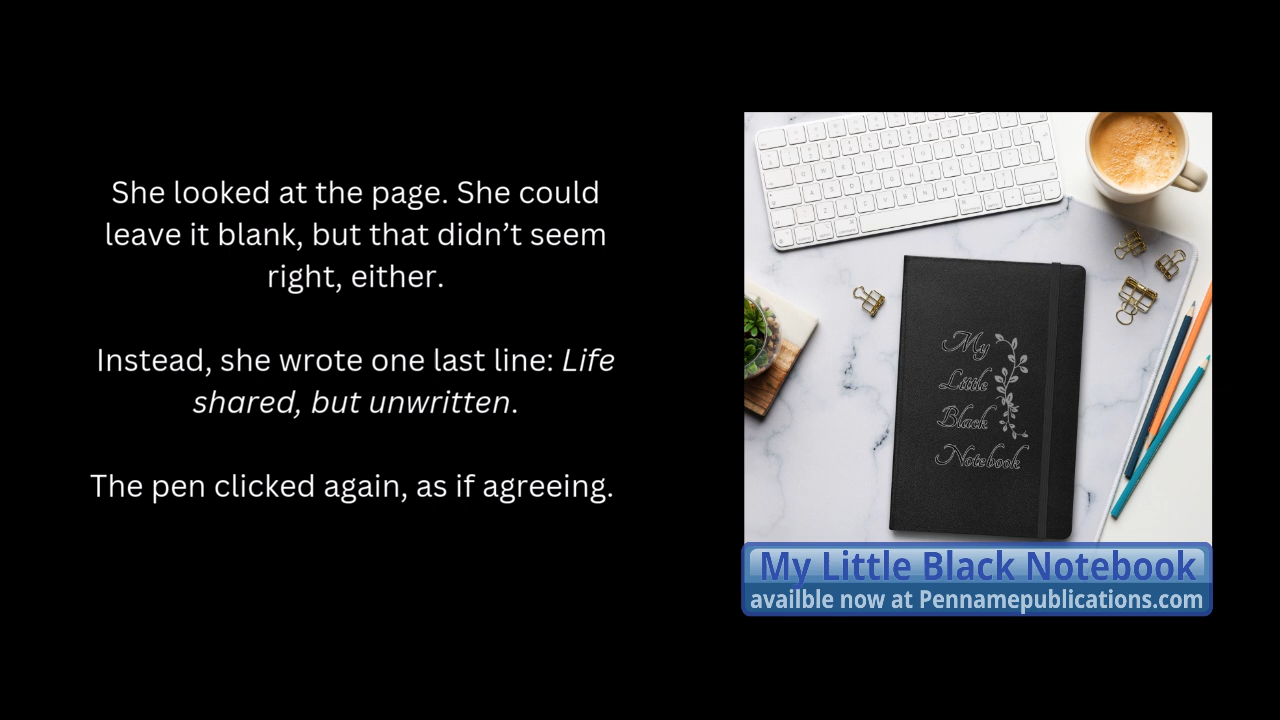 She looked at the page. She could
leave it blank, but that didn’t seem
right, either.
Instead, she wrote one last line: Life
shared, but unwritten.
The pen clicked again, as if agreeing.
My
Little
Black
Notebook
My Little Black Notebook
availble now at Pennamepublications.com